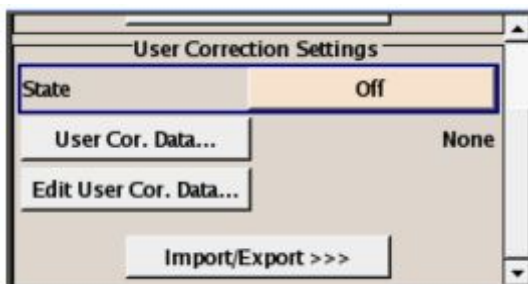 User Correction Settings
State Off
User Cor. Data... None
Edit User Cor. Data...
Import/Export >>>